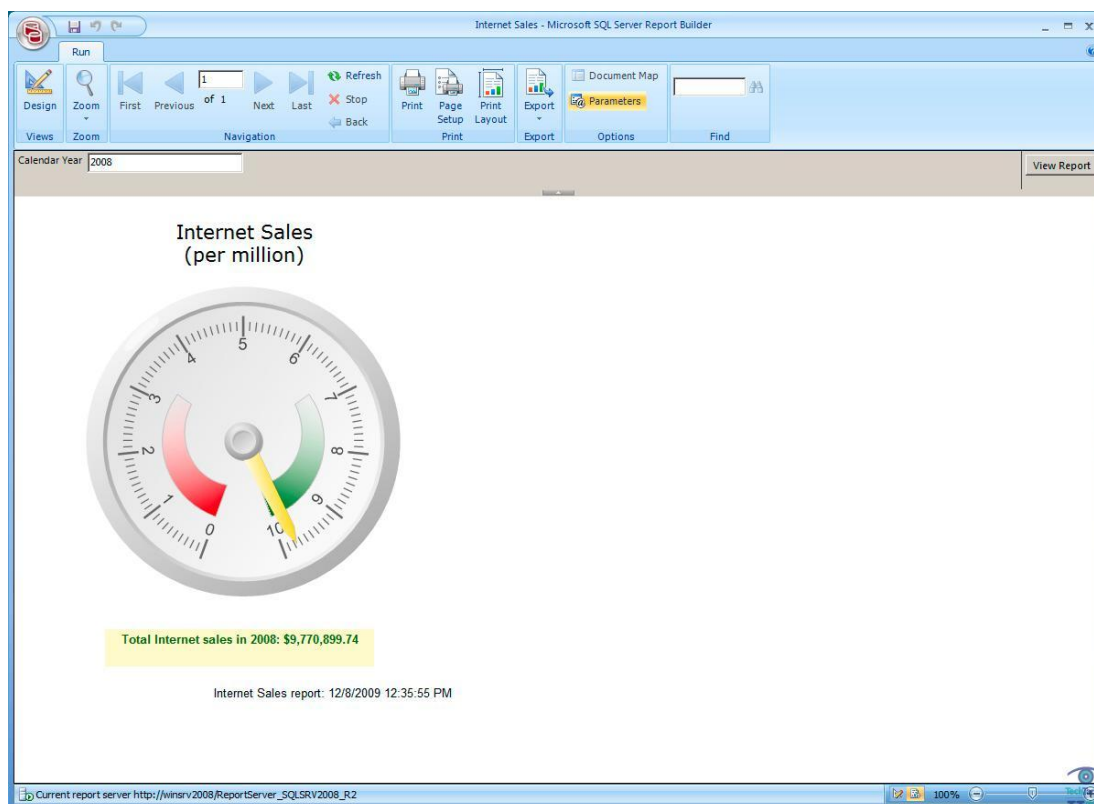 Internet Sales - Microsoft SQL Server Report Builder
Run
Design
Zoom
First
Previous
1
of 1
Next
Last
Refresh
Stop
Back
Print
Page Setup
Print Layout
Export
Document Map
Parameters
Views
Zoom
Navigation
Print
Export
Options
Find
Calendar Year 2008
View Report
Internet Sales
(per million)
0
1
2
3
4
5
6
7
8
9
10
Total Internet sales in 2008: $9,770,899.74
Internet Sales report: 12/8/2009 12:35:55 PM
Current report server http://winsrv2008/ReportServer_SQLSRV2008_R2
100%